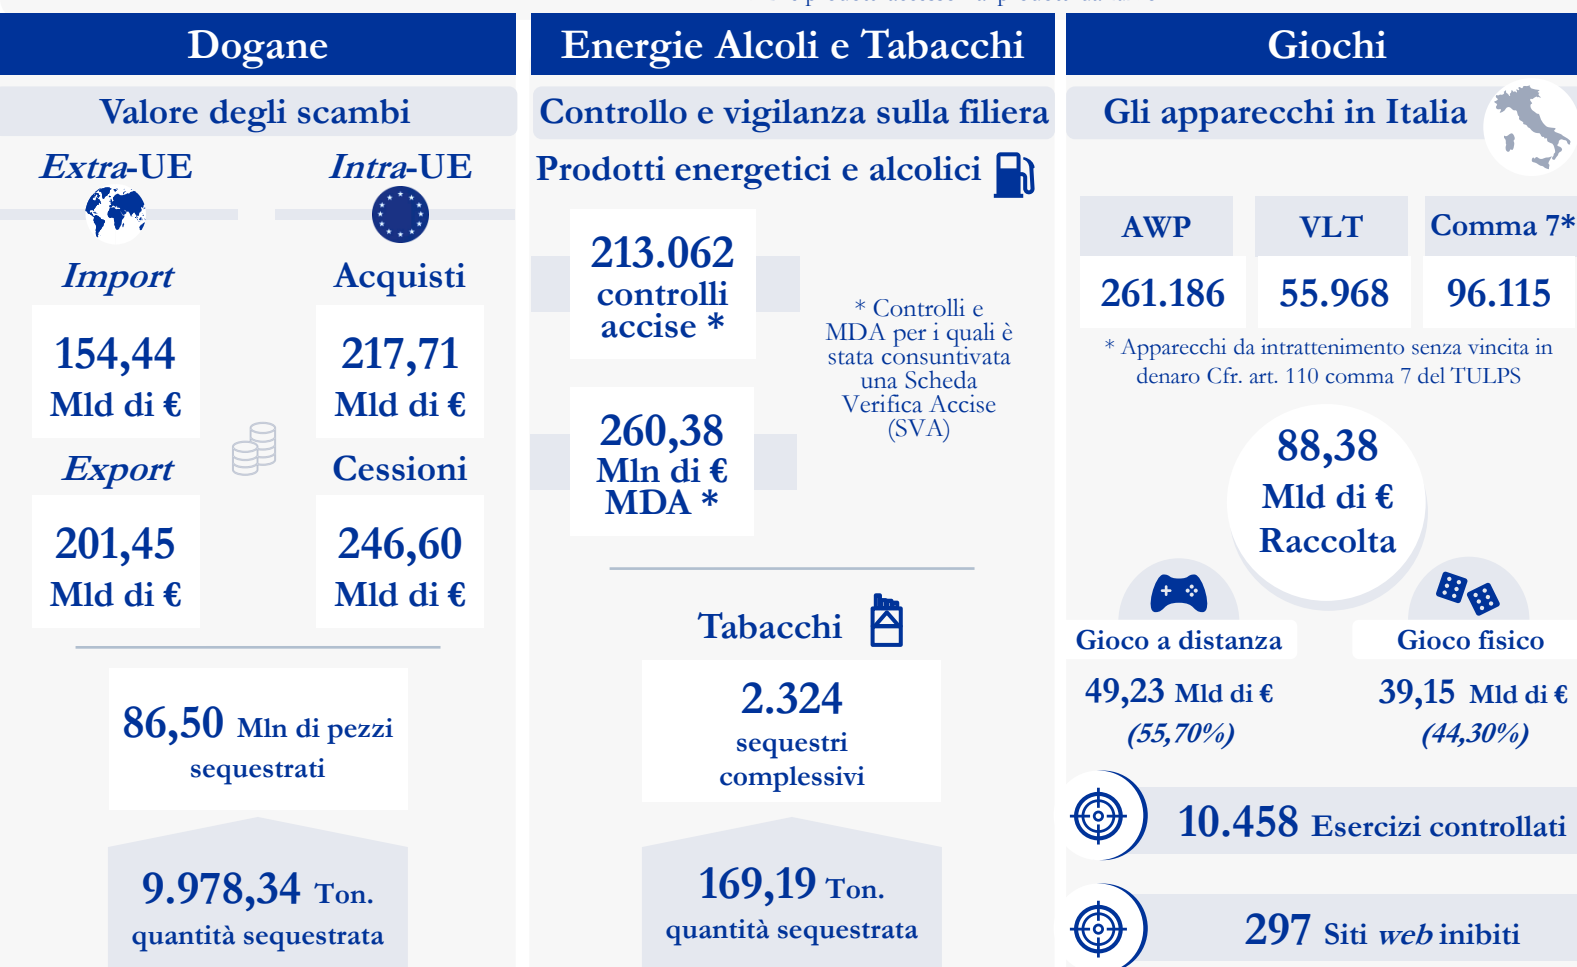 Dogane
Valore degli scambi
Extra-UE
Intra-UE
Import
Acquisti
154,44
Mld di €
217,71
Mld di €
Export
Cessioni
201,45
Mld di €
246,60
Mld di €
86,50 Mln di pezzi
sequestrati
9.978,34 Ton.
quantità sequestrata
Energie Alcoli e Tabacchi
Controllo e vigilanza sulla filiera
Prodotti energetici e alcolici
213.062
controlli
accise *
* Controlli e
MDA per i quali è
stata consuntivata
una Scheda
Verifica Accise
(SVA)
260,38
Mln di €
MDA *
Tabacchi
2.324
sequestri
complessivi
169,19 Ton.
quantità sequestrata
Giochi
Gli apparecchi in Italia
AWP
VLT
Comma 7*
261.186
55.968
96.115
* Apparecchi da intrattenimento senza vincita in
denaro Cfr. art. 110 comma 7 del TULPS
88,38
Mld di €
Raccolta
Gioco a distanza
Gioco fisico
49,23 Mld di €
(55,70%)
39,15 Mld di €
(44,30%)
10.458 Esercizi controllati
297 Siti web inibiti